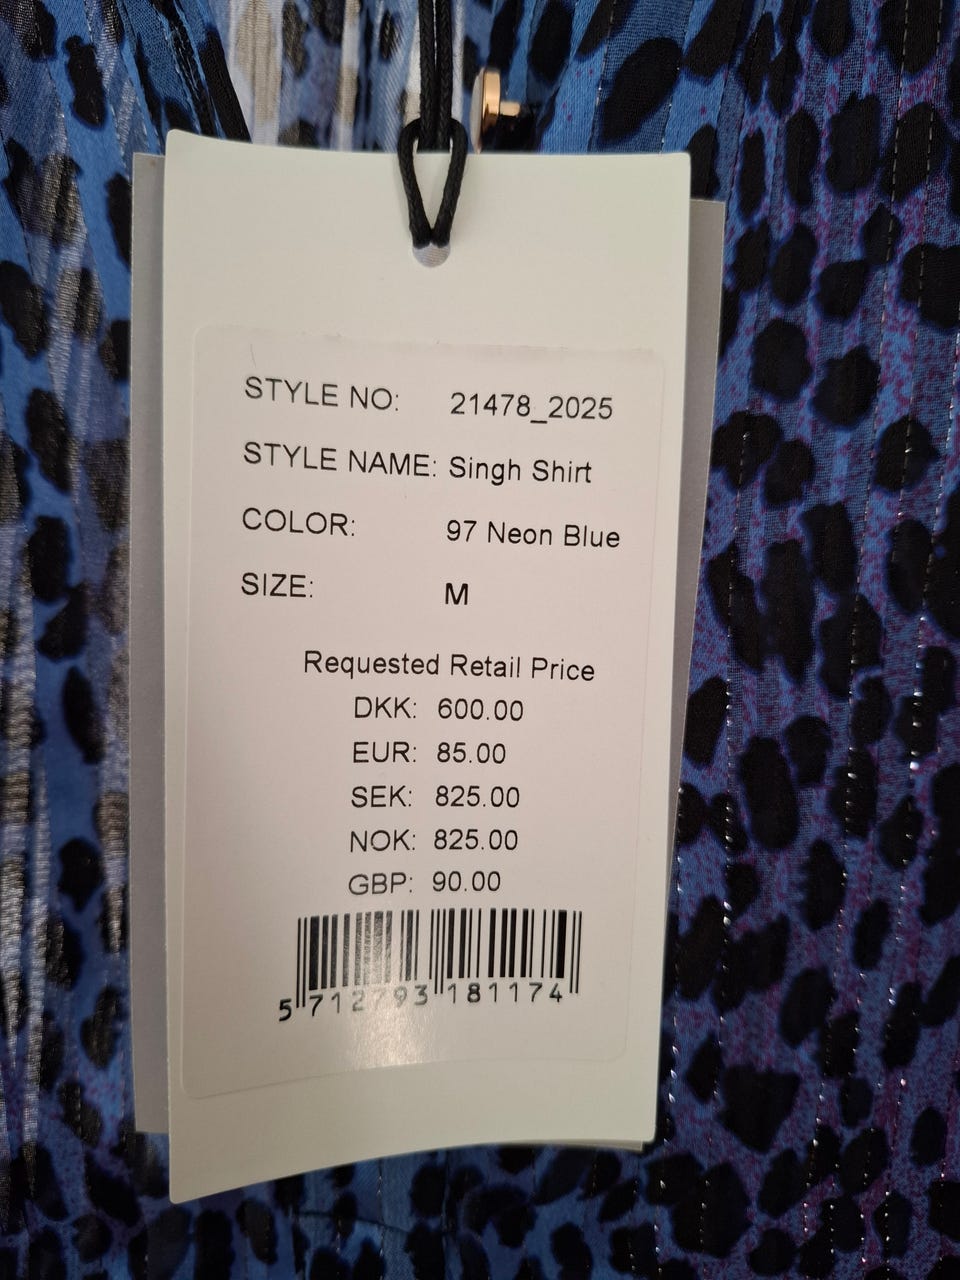 STYLE NO: 21478_2025
STYLE NAME: Singh Shirt
COLOR: 97 Neon Blue
SIZE: M
Requested Retail Price
DKK: 600.00
EUR: 85.00
SEK: 825.00
NOK: 825.00
GBP: 90.00
5 712793 181174